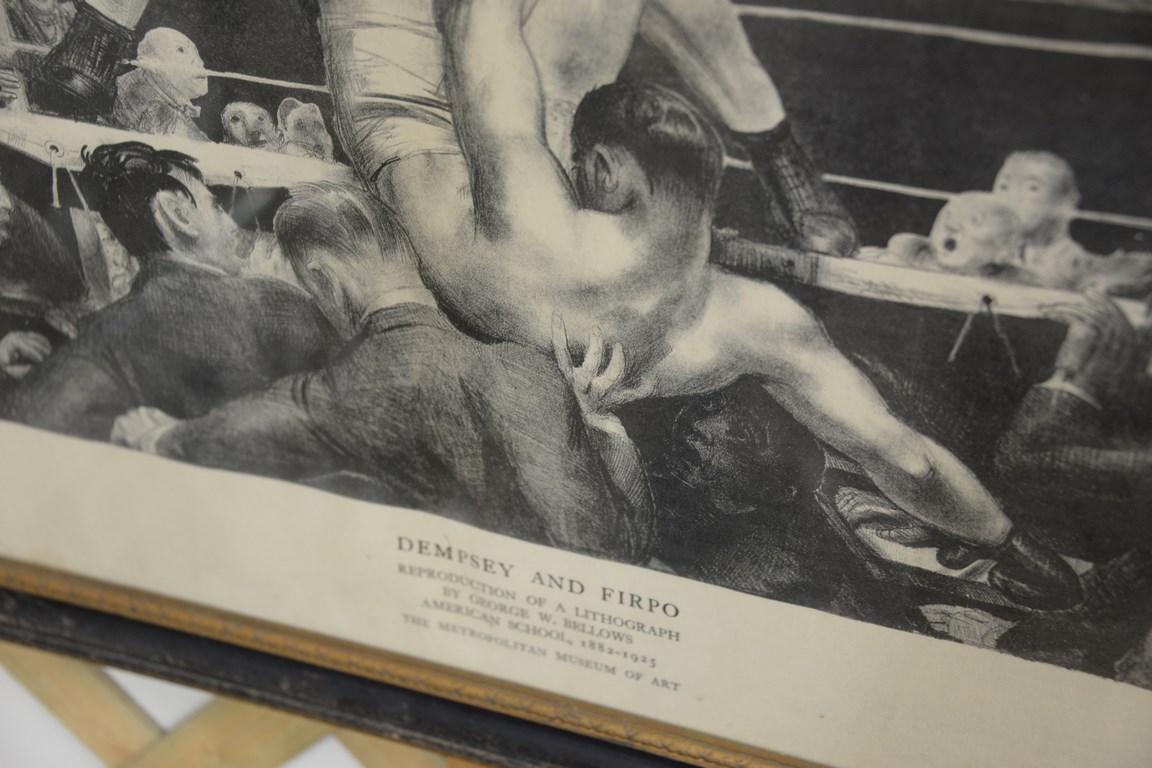 DEMPSEY AND FIRPO
REPRODUCTION OF A LITHOGRAPH
BY GEORGE W. BELLOWS
AMERICAN SCHOOL, 1882-1925
THE METROPOLITAN MUSEUM OF ART